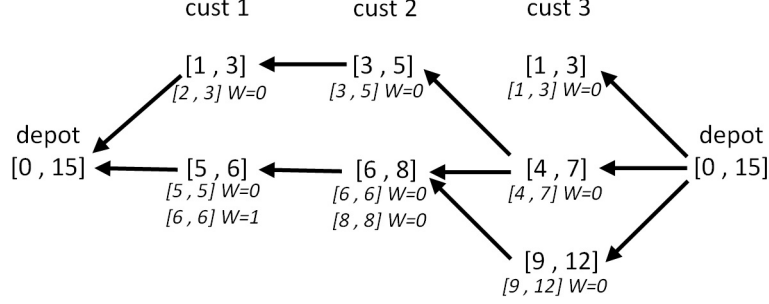 cust 1 cust 2 cust 3
[1 , 3] [3 , 5] [1 , 3]
[2 , 3] W=0 [3 , 5] W=0 [1 , 3] W=0
depot depot
[0 , 15] [5 , 6] [6 , 8] [4 , 7] [0 , 15]
[5 , 5] W=0 [6 , 6] W=0 [4 , 7] W=0
[6 , 6] W=1 [8 , 8] W=0
[9 , 12]
[9 , 12] W=0